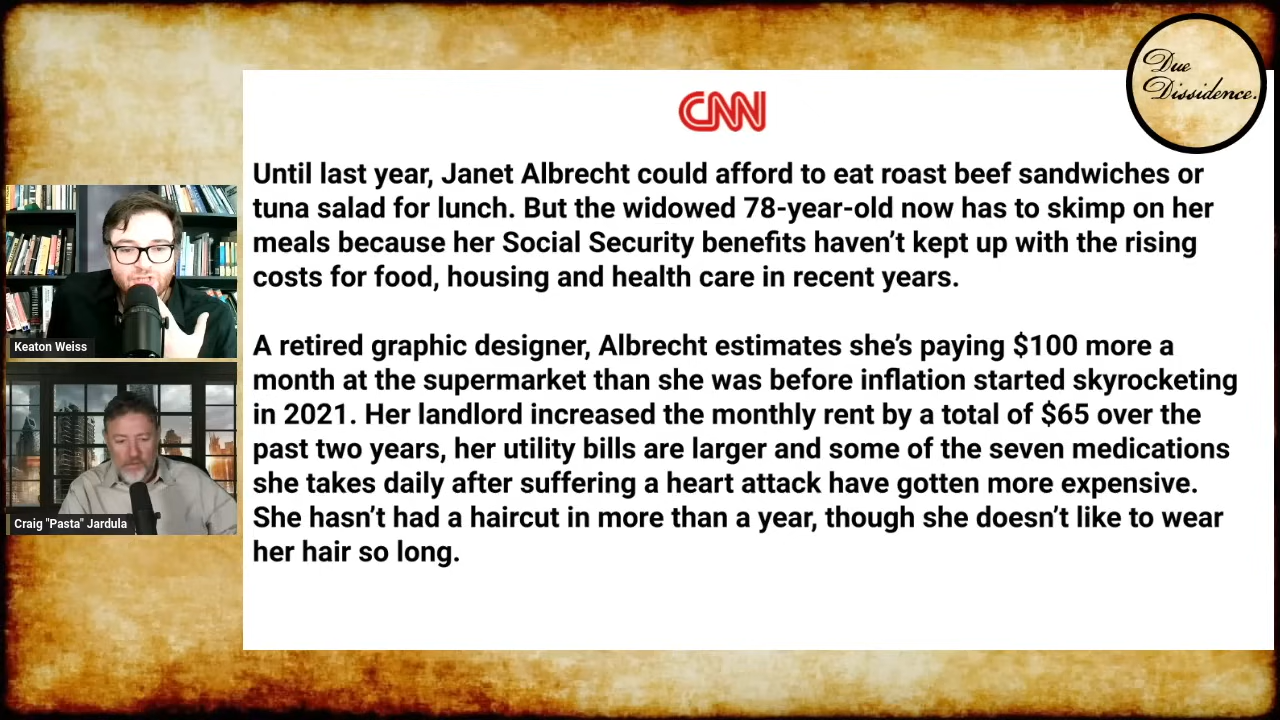 Due
Dissidence.
CNN
Until last year, Janet Albrecht could afford to eat roast beef sandwiches or
tuna salad for lunch. But the widowed 78-year-old now has to skimp on her
meals because her Social Security benefits haven’t kept up with the rising
costs for food, housing and health care in recent years.
A retired graphic designer, Albrecht estimates she’s paying $100 more a
month at the supermarket than she was before inflation started skyrocketing
in 2021. Her landlord increased the monthly rent by a total of $65 over the
past two years, her utility bills are larger and some of the seven medications
she takes daily after suffering a heart attack have gotten more expensive.
She hasn’t had a haircut in more than a year, though she doesn’t like to wear
her hair so long.
Keaton Weiss
Craig "Pasta" Jardula